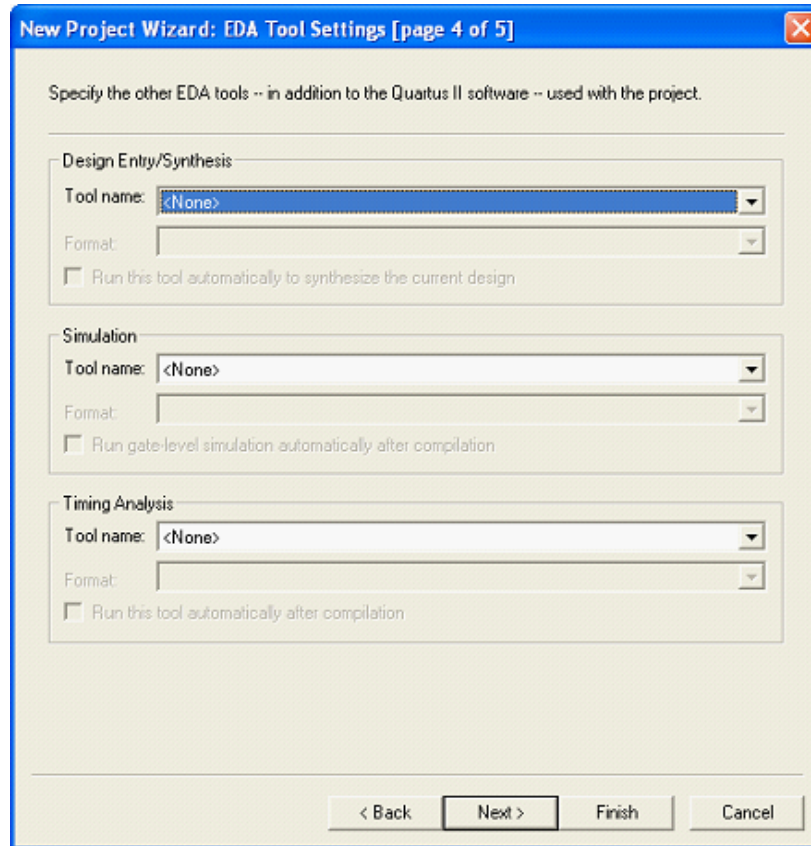 New Project Wizard: EDA Tool Settings [page 4 of 5]
Specify the other EDA tools -- in addition to the Quartus II software -- used with the project.
Design Entry/Synthesis
Tool name: <None>
Format:
Run this tool automatically to synthesize the current design
Simulation
Tool name: <None>
Format:
Run gate-level simulation automatically after compilation
Timing Analysis
Tool name: <None>
Format:
Run this tool automatically after compilation
< Back Next > Finish Cancel